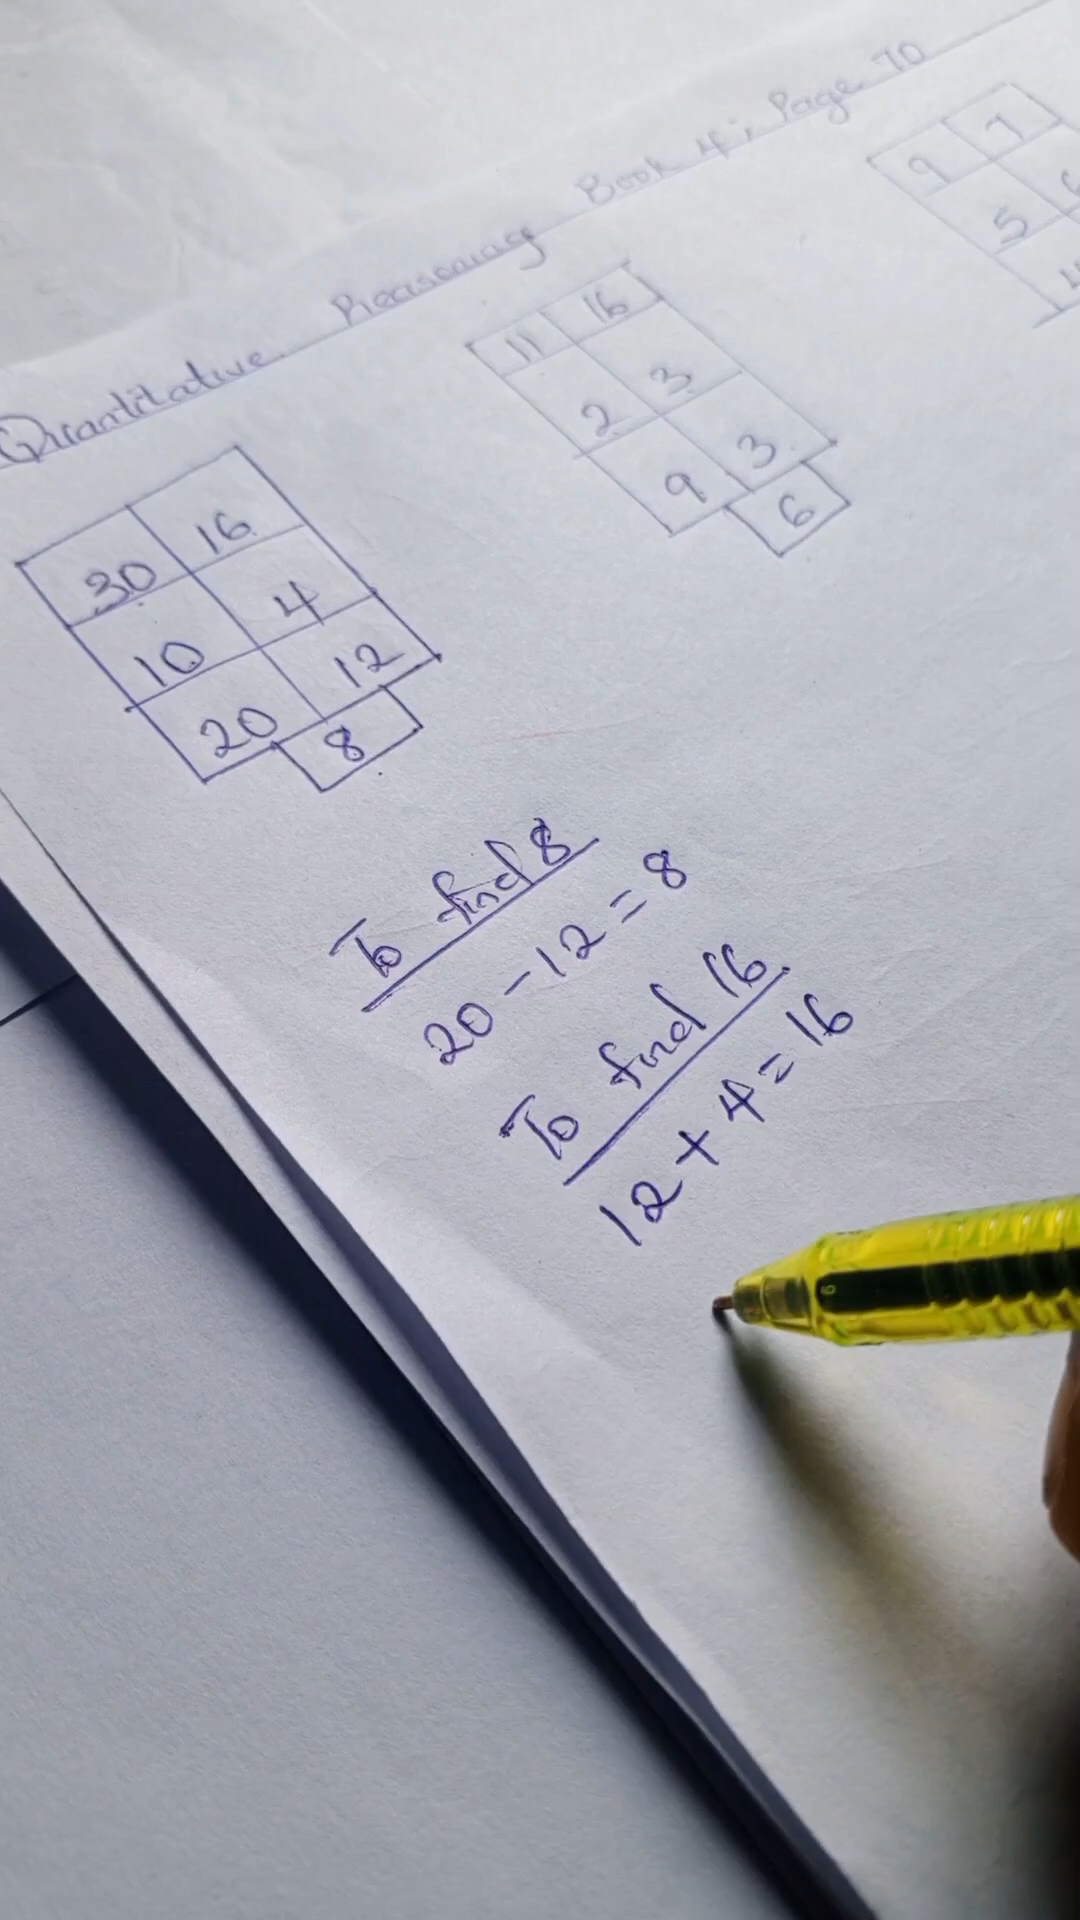 Quantitative Reasoning Book 4; Page 70
30 16
10 4
20 12
8
11 16
2 3
9 3
6
9 7
5
To find 8
20 - 12 = 8
To find 16
12 + 4 = 16